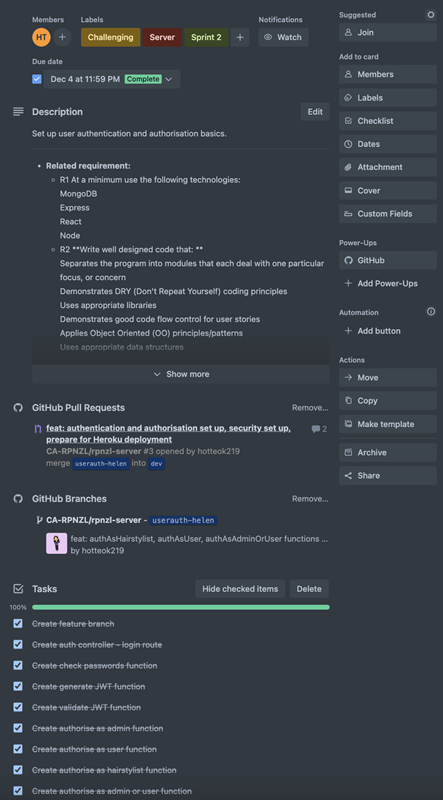 Members
Labels
Notifications
HT
Challenging
Server
Sprint 2
Watch
Due date
Dec 4 at 11:59 PM Complete
Description
Edit
Set up user authentication and authorisation basics.
Related requirement:
R1 At a minimum use the following technologies:
MongoDB
Express
React
Node
R2 **Write well designed code that: **
Separates the program into modules that each deal with one particular
focus, or concern
Demonstrates DRY (Don't Repeat Yourself) coding principles
Uses appropriate libraries
Demonstrates good code flow control for user stories
Applies Object Oriented (OO) principles/patterns
Uses appropriate data structures
Show more
GitHub Pull Requests
Remove...
feat: authentication and authorisation set up, security set up,
prepare for Heroku deployment
2
CA-RPNZL/rpnzl-server #3 opened by hotteok219
merge userauth-helen into dev
GitHub Branches
Remove...
CA-RPNZL/rpnzl-server - userauth-helen
feat: authAsHairstylist, authAsUser, authAsAdminOrUser functions ...
by hotteok219
Tasks
Hide checked items
Delete
100%
Create feature branch
Create auth controller - login route
Create check passwords function
Create generate JWT function
Create validate JWT function
Create authorise as admin function
Create authorise as user function
Create authorise as hairstylist function
Create authorise as admin or user function
Suggested
Join
Add to card
Members
Labels
Checklist
Dates
Attachment
Cover
Custom Fields
Power-Ups
GitHub
Add Power-Ups
Automation
Add button
Actions
Move
Copy
Make template
Archive
Share